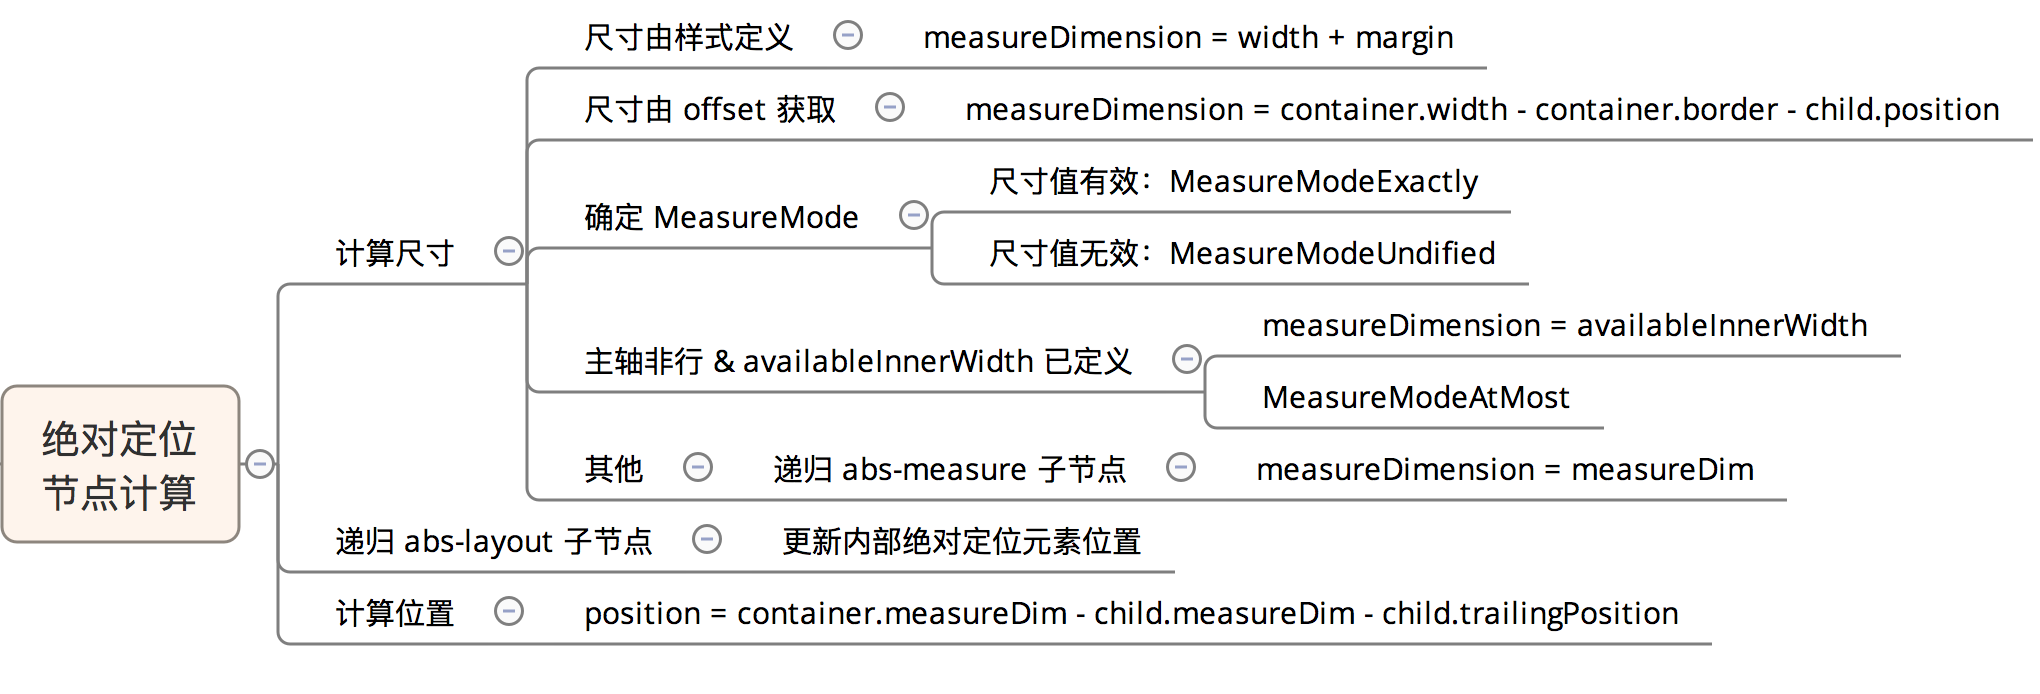 尺寸由样式定义 measureDimension = width + margin
尺寸由 offset 获取 measureDimension = container.width - container.border - child.position
尺寸值有效：MeasureModeExactly
确定 MeasureMode
尺寸值无效：MeasureModeUndified
计算尺寸
measureDimension = availableInnerWidth
主轴非行 & availableInnerWidth 已定义
MeasureModeAtMost
绝对定位
节点计算
其他 递归 abs-measure 子节点 measureDimension = measureDim
递归 abs-layout 子节点 更新内部绝对定位元素位置
计算位置 position = container.measureDim - child.measureDim - child.trailingPosition